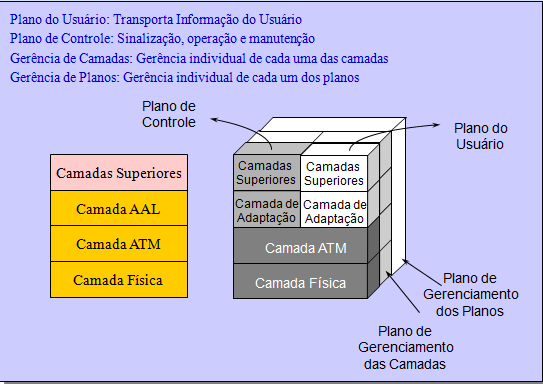 Plano do Usuário: Transporta Informação do Usuário
Plano de Controle: Sinalização, operação e manutenção
Gerência de Camadas: Gerência individual de cada uma das camadas
Gerência de Planos: Gerência individual de cada um dos planos
Plano de
Controle
Plano do
Usuário
Camadas Superiores
Camada AAL
Camada ATM
Camada Física
Camadas
Superiores
Camadas
Superiores
Camada de
Adaptação
Camada de
Adaptação
Camada ATM
Camada Física
Plano de
Gerenciamento
dos Planos
Plano de
Gerenciamento
das Camadas